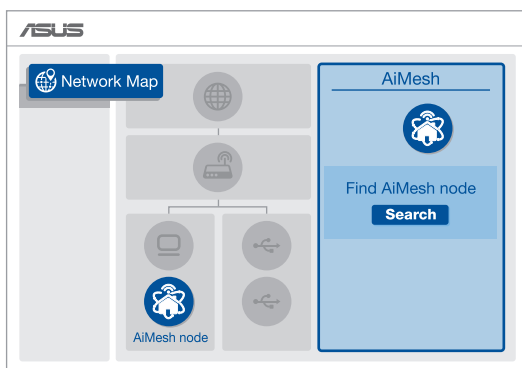 ASUS
Network Map
AiMesh
Find AiMesh node
Search
AiMesh node